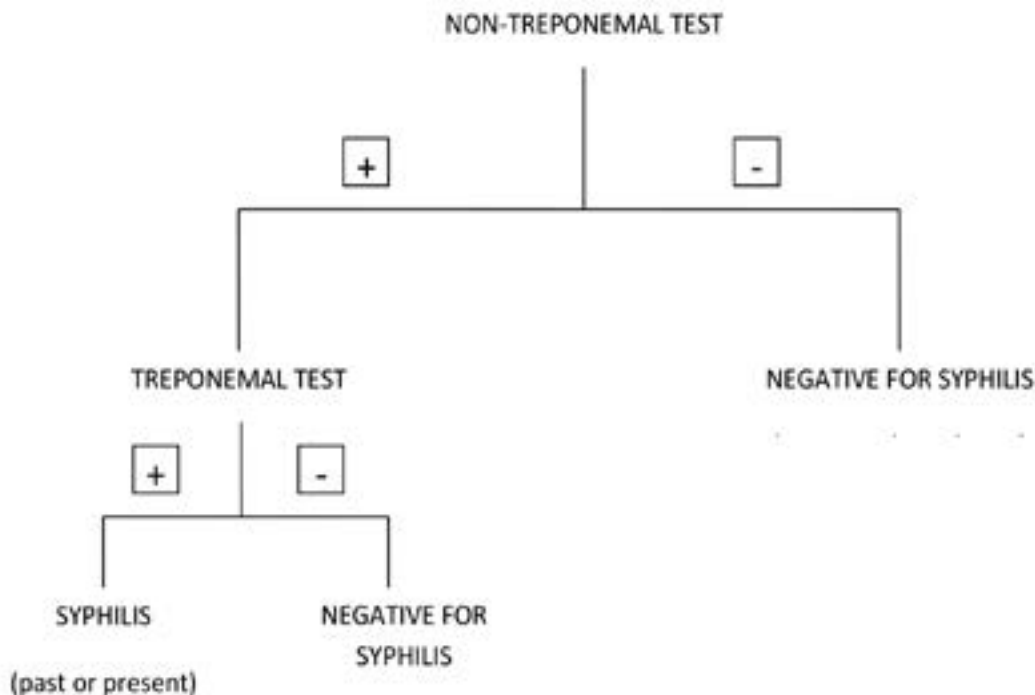 NON-TREPONEMAL TEST
+
-
TREPONEMAL TEST
NEGATIVE FOR SYPHILIS
+
-
SYPHILIS
(past or present)
NEGATIVE FOR
SYPHILIS